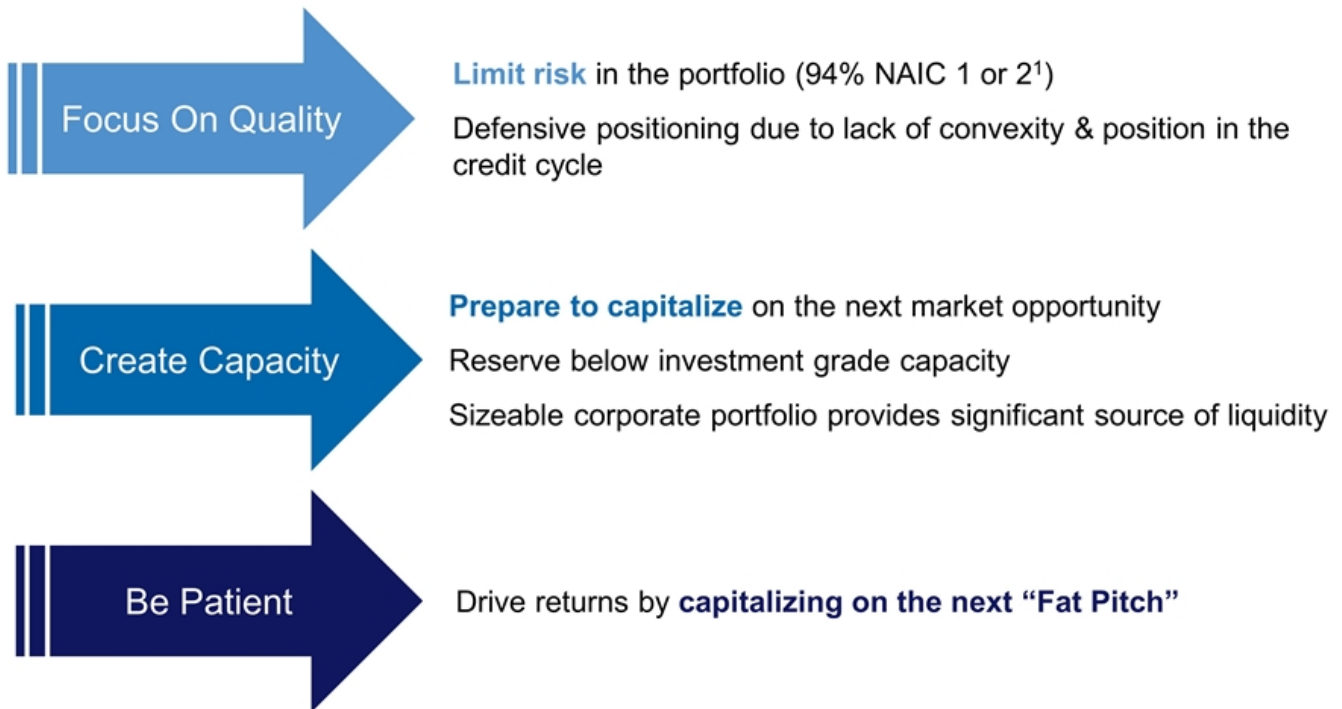 Focus On Quality
Limit risk in the portfolio (94% NAIC 1 or 2¹)
Defensive positioning due to lack of convexity & position in the
credit cycle
Create Capacity
Prepare to capitalize on the next market opportunity
Reserve below investment grade capacity
Sizeable corporate portfolio provides significant source of liquidity
Be Patient
Drive returns by capitalizing on the next “Fat Pitch”